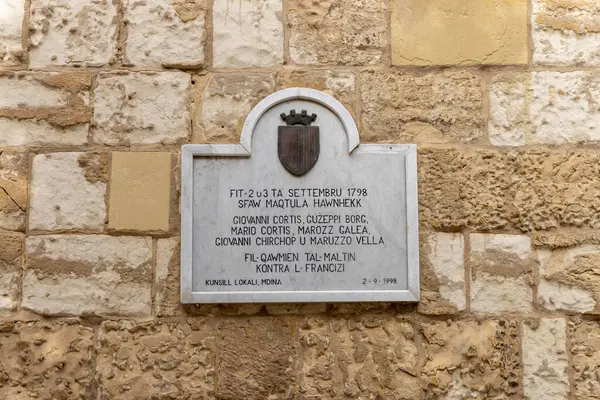 FIT-2 u 3 TA SETTEMBRU 1798
SFAW MAQTULA HAWNHEKK
GIOVANNI CORTIS, GUŻEPPI BORG,
MARIO CORTIS, MAROZZ GALEA,
GIOVANNI CHIRCHOP U MARUZZO VELLA
FIL-QAWMIEN TAL-MALTIN
KONTRA L-FRANCIZI
KUNSILL LOKALI, MDINA 2-9-1998